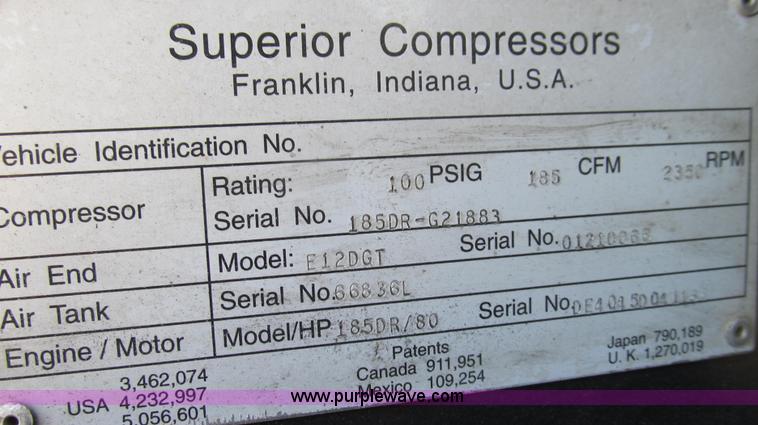 Superior Compressors
Franklin, Indiana, U.S.A.
Vehicle Identification No.
Compressor Rating: 100 PSIG 185 CFM 2350 RPM
Serial No. 185DR-G21883
Air End Model: E12DGT Serial No.
Air Tank Serial No. 66836L
Engine / Motor Model/HP 185DR/80 Serial No.
Patents
USA 3,462,074
4,232,997
5,056,601
Canada 911,951
Mexico 109,254
Japan 790,189
U. K. 1,270,019
www.purplewave.com